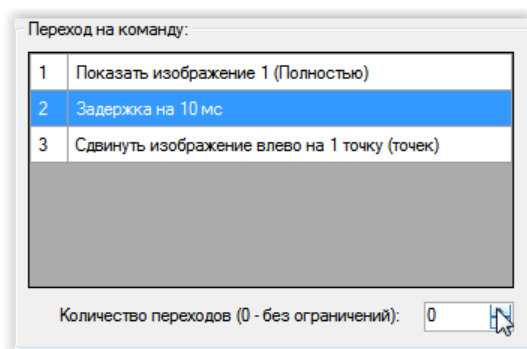 Переход на команду:
1 Показать изображение 1 (Полностью)
2 Задержка на 10 мс
3 Сдвинуть изображение влево на 1 точку (точек)
Количество переходов (0 - без ограничений): 0